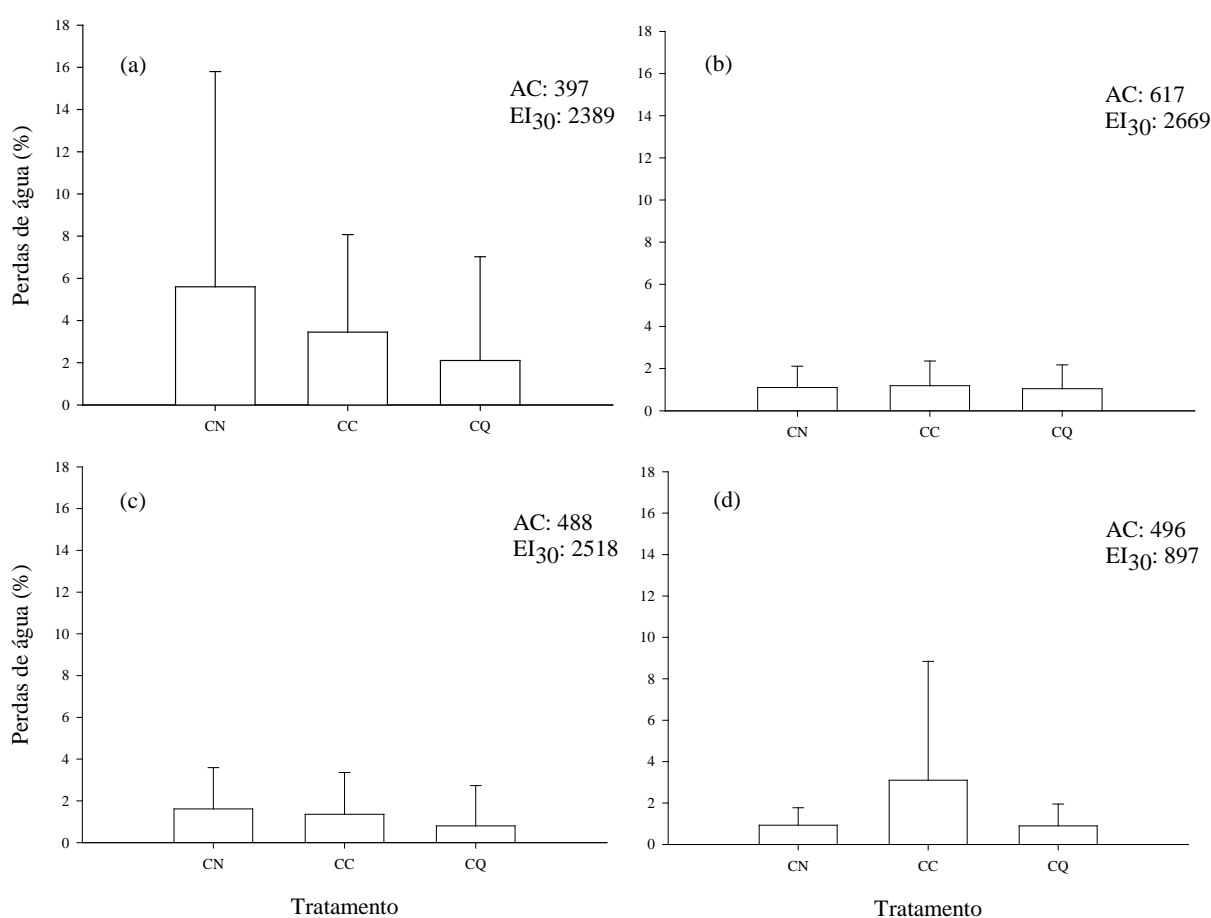 Perdas de água (%)
18
16
14
12
10
8
6
4
2
0
(a)
AC: 397
EI30: 2389
CN CC CQ
18
16
14
12
10
8
6
4
2
0
(b)
AC: 617
EI30: 2669
CN CC CQ
Perdas de água (%)
18
16
14
12
10
8
6
4
2
0
(c)
AC: 488
EI30: 2518
CN CC CQ
Tratamento
18
16
14
12
10
8
6
4
2
0
(d)
AC: 496
EI30: 897
CN CC CQ
Tratamento